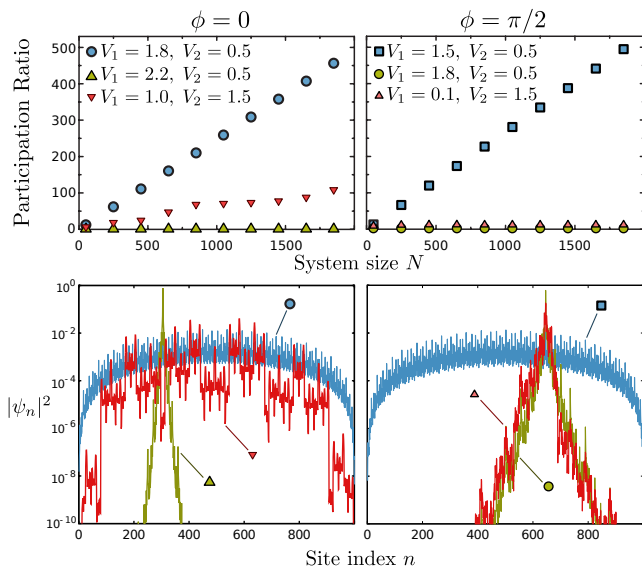 ϕ = 0
ϕ = π/2
Participation Ratio
500
400
300
200
100
0
V₁ = 1.8, V₂ = 0.5
V₁ = 2.2, V₂ = 0.5
V₁ = 1.0, V₂ = 1.5
V₁ = 1.5, V₂ = 0.5
V₁ = 1.8, V₂ = 0.5
V₁ = 0.1, V₂ = 1.5
0 500 1000 1500 0 500 1000 1500
System size N
|ψₙ|²
10⁰
10⁻²
10⁻⁴
10⁻⁶
10⁻⁸
10⁻¹⁰
0 200 400 600 800 0 200 400 600 800
Site index n